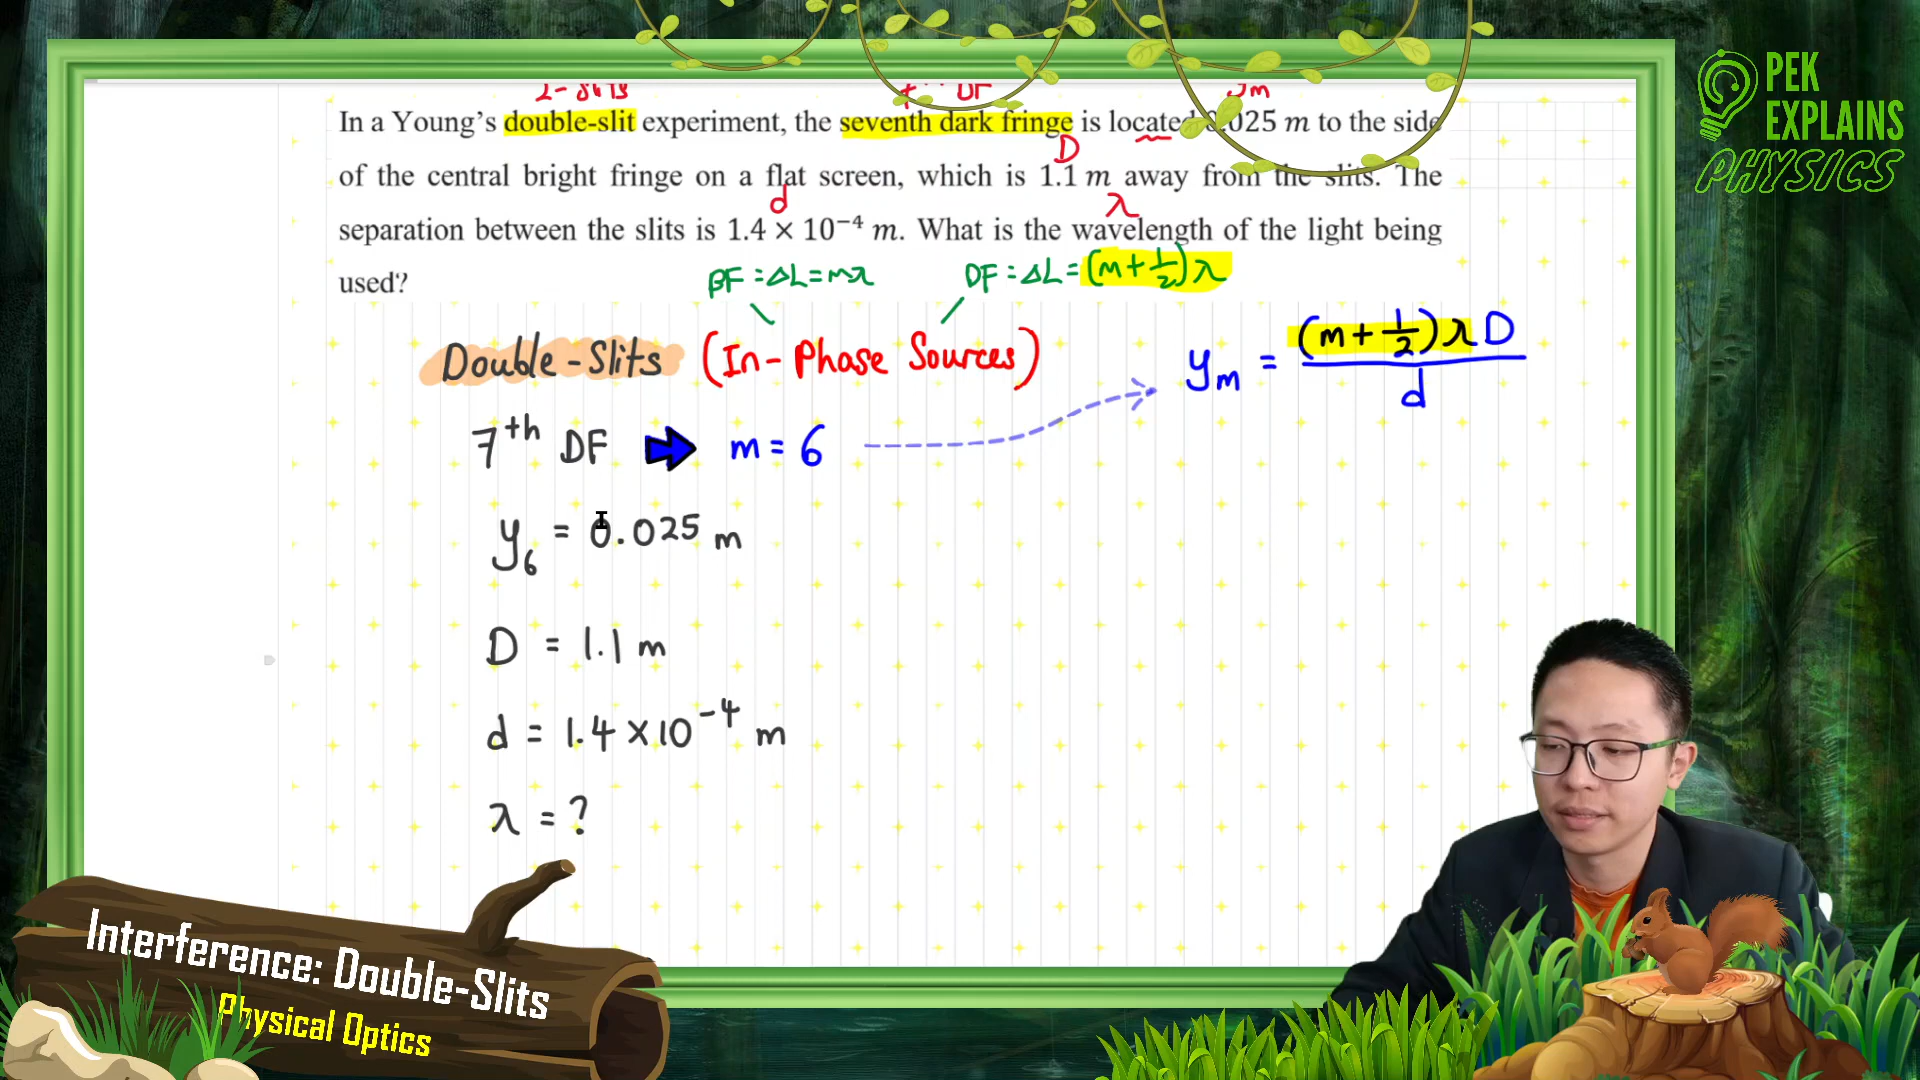 2-slits
DF
ym
In a Young's double-slit experiment, the seventh dark fringe is located 0.025 m to the side
D
of the central bright fringe on a flat screen, which is 1.1 m away from the slits. The
d
λ
separation between the slits is 1.4 × 10⁻⁴ m. What is the wavelength of the light being
used?
BF = ΔL = mλ
DF = ΔL = (m + 1/2) λ
Double-Slits (In-Phase Sources)
yₘ = (m + 1/2) λ D / d
7th DF ➡ m = 6
y₆ = 0.025 m
D = 1.1 m
d = 1.4 × 10⁻⁴ m
λ = ?
PEK
EXPLAINS
PHYSICS
Interference: Double-Slits
Physical Optics